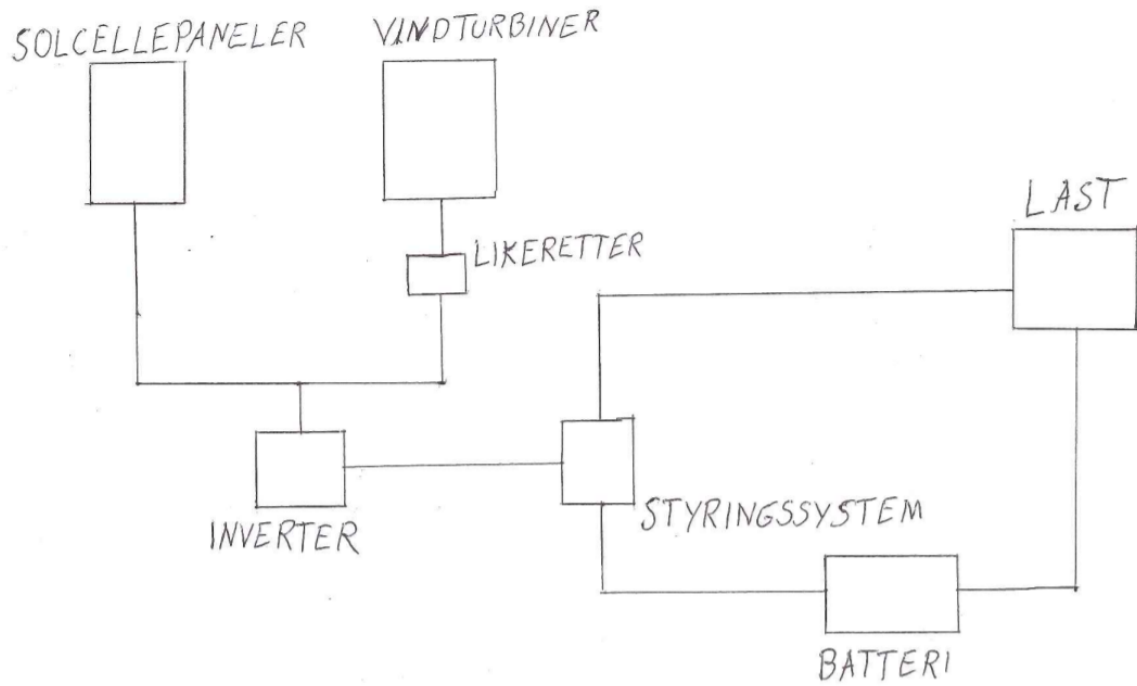 SOLCELLEPANELER
VINDTURBINER
LIKERETTER
LAST
INVERTER
STYRINGSSYSTEM
BATTERI